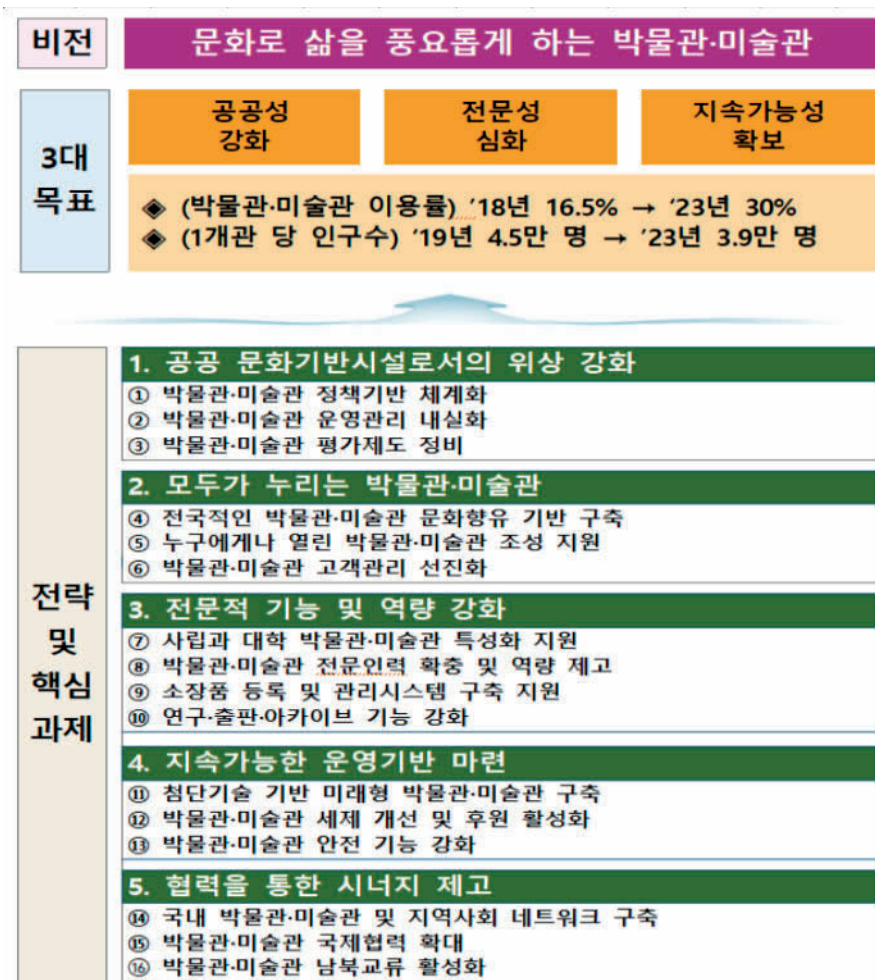 비전
문화로 삶을 풍요롭게 하는 박물관·미술관
3대
목표
공공성
강화
전문성
심화
지속가능성
확보
◈ (박물관·미술관 이용률) '18년 16.5% → '23년 30%
◈ (1개관 당 인구수) '19년 4.5만 명 → '23년 3.9만 명
전략
및
핵심
과제
1. 공공 문화기반시설로서의 위상 강화
① 박물관·미술관 정책기반 체계화
② 박물관·미술관 운영관리 내실화
③ 박물관·미술관 평가제도 정비
2. 모두가 누리는 박물관·미술관
④ 전국적인 박물관·미술관 문화향유 기반 구축
⑤ 누구에게나 열린 박물관·미술관 조성 지원
⑥ 박물관·미술관 고객관리 선진화
3. 전문적 기능 및 역량 강화
⑦ 사립과 대학 박물관·미술관 특성화 지원
⑧ 박물관·미술관 전문인력 확충 및 역량 제고
⑨ 소장품 등록 및 관리시스템 구축 지원
⑩ 연구·출판·아카이브 기능 강화
4. 지속가능한 운영기반 마련
⑪ 첨단기술 기반 미래형 박물관·미술관 구축
⑫ 박물관·미술관 세제 개선 및 후원 활성화
⑬ 박물관·미술관 안전 기능 강화
5. 협력을 통한 시너지 제고
⑭ 국내 박물관·미술관 및 지역사회 네트워크 구축
⑮ 박물관·미술관 국제협력 확대
⑯ 박물관·미술관 남북교류 활성화